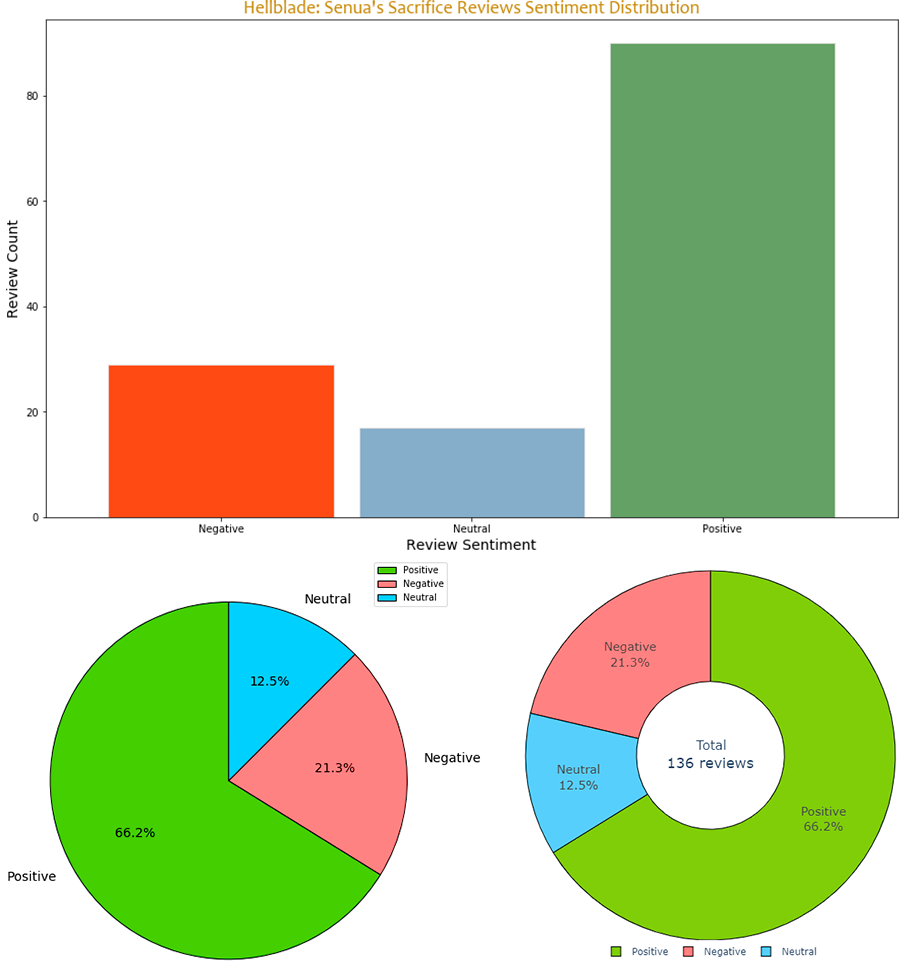 Hellblade: Senua's Sacrifice Reviews Sentiment Distribution
80
60
40
20
0
Review Count
Negative
Neutral
Positive
Review Sentiment
Positive
Negative
Neutral
Neutral
12.5%
Negative
21.3%
66.2%
Positive
Negative
21.3%
Neutral
12.5%
Total
136 reviews
Positive
66.2%
Positive
Negative
Neutral